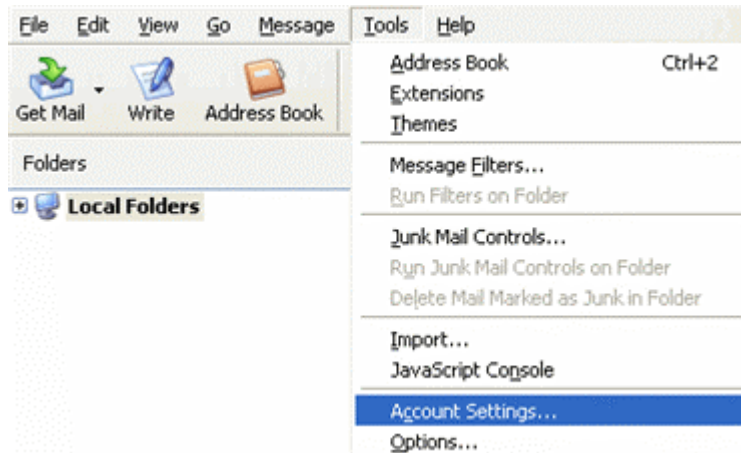 File Edit View Go Message Tools Help
Get Mail Write Address Book
Folders
Local Folders
Address Book Ctrl+2
Extensions
Themes
Message Filters...
Run Filters on Folder
Junk Mail Controls...
Run Junk Mail Controls on Folder
Delete Mail Marked as Junk in Folder
Import...
JavaScript Console
Account Settings...
Options...